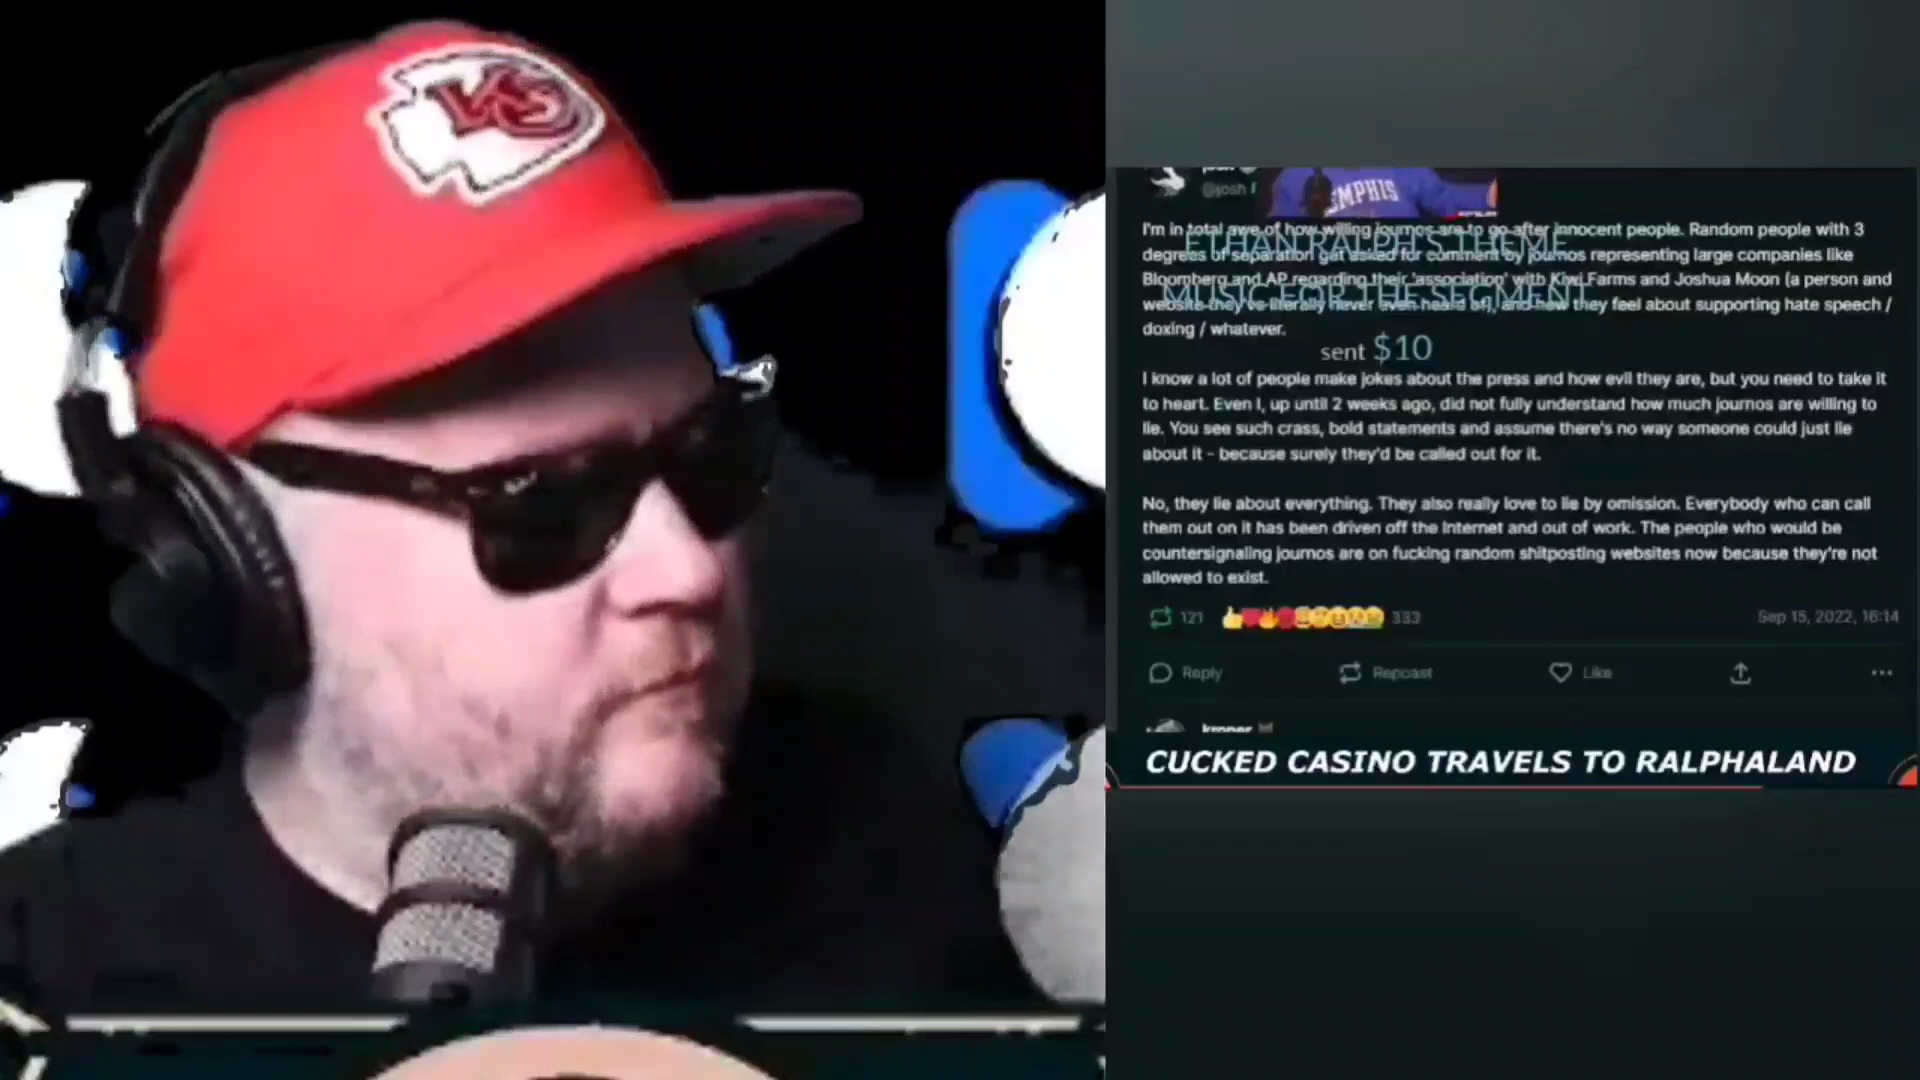 KC
EMPHIS
@josh
ETHAN RALPH'S THEME
MUSIC FOR THE SEGMENT
sent $10
I'm in total awe of how willing journos are to go after innocent people. Random people with 3
degrees of separation get asked for comment by journos representing large companies like
Bloomberg and AP regarding their 'association' with Kiwi Farms and Joshua Moon (a person and
website they've literally never even heard of), and how they feel about supporting hate speech /
doxing / whatever.
I know a lot of people make jokes about the press and how evil they are, but you need to take it
to heart. Even I, up until 2 weeks ago, did not fully understand how much journos are willing to
lie. You see such crass, bold statements and assume there's no way someone could just lie
about it - because surely they'd be called out for it.
No, they lie about everything. They also really love to lie by omission. Everybody who can call
them out on it has been driven off the Internet and out of work. The people who would be
countersignaling journos are on fucking random shitposting websites now because they're not
allowed to exist.
121 333 Sep 15, 2022, 16:14
Reply Repost Like
CUCKED CASINO TRAVELS TO RALPHALAND